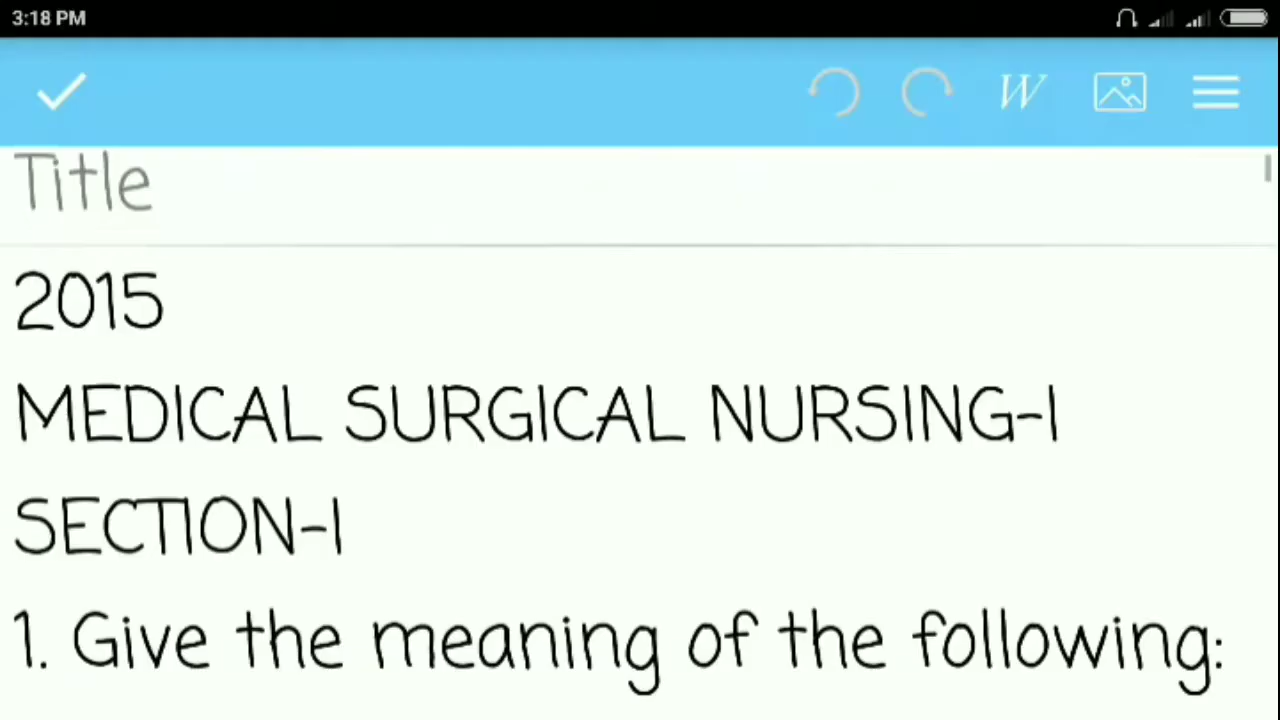 3:18 PM
W
Title
2015
MEDICAL SURGICAL NURSING-I
SECTION-I
1. Give the meaning of the following: